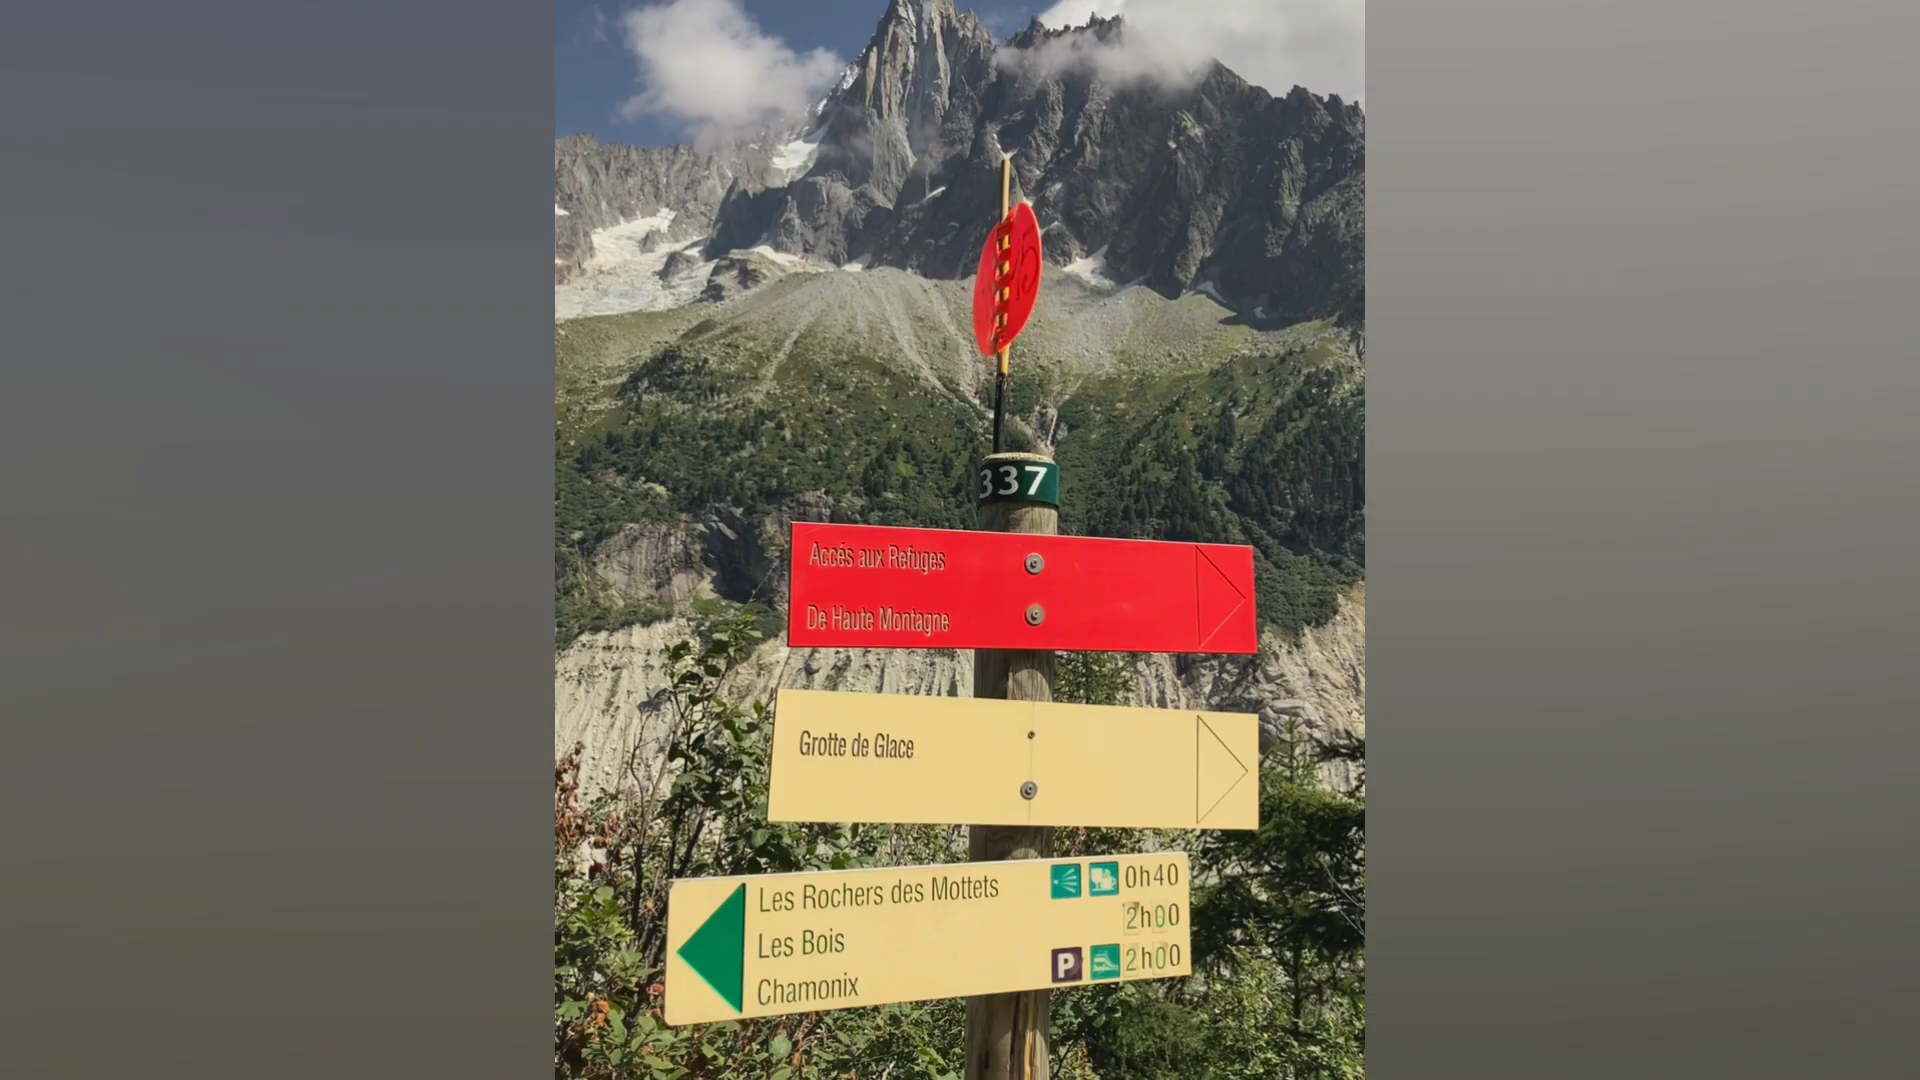 337
Accés aux Refuges
De Haute Montagne
Grotte de Glace
Les Rochers des Mottets 0h40
Les Bois 2h00
Chamonix P 2h00